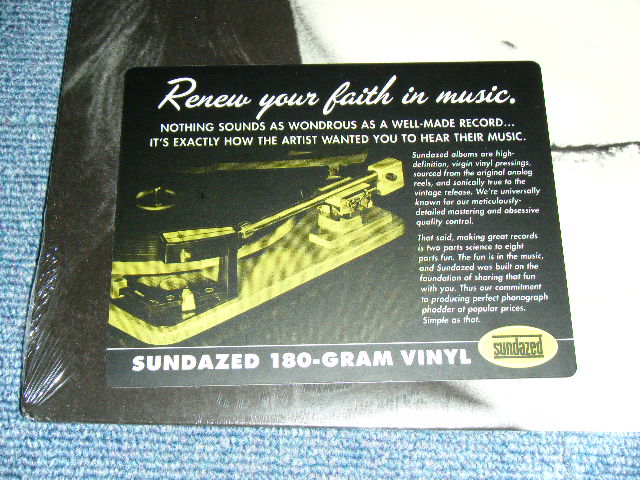 Renew your faith in music.
NOTHING SOUNDS AS WONDROUS AS A WELL-MADE RECORD...
IT'S EXACTLY HOW THE ARTIST WANTED YOU TO HEAR THEIR MUSIC.
Sundazed albums are high-
definition, virgin vinyl pressings,
sourced from the original analog
reels, and sonically true to the
vintage release. We're universally
known for our meticulously-
detailed mastering and obsessive
quality control.
That said, making great records
is two parts science to eight
parts fun. The fun is in the music,
and Sundazed was built on the
foundation of sharing that fun
with you. Thus our commitment
to producing perfect phonograph
phodder at popular prices.
Simple as that.
SUNDAZED 180-GRAM VINYL
sundazed